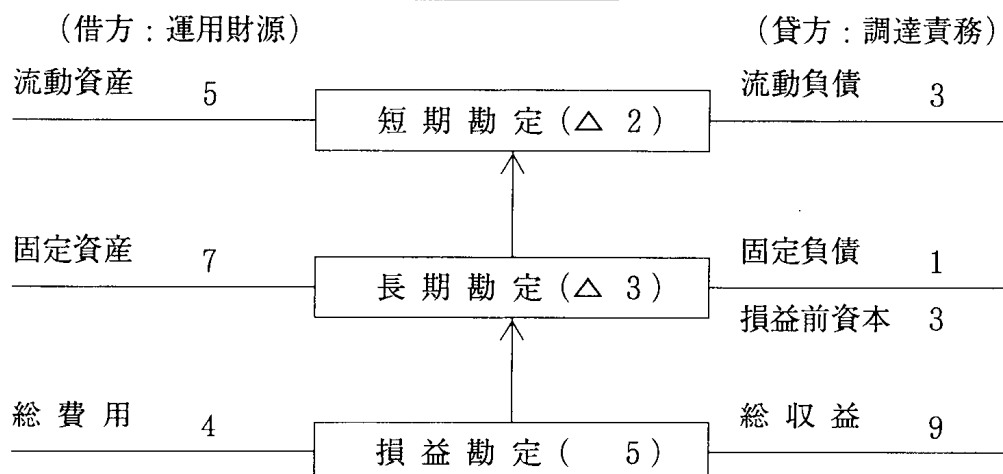 （借方：運用財源） （貸方：調達責務）
流動資産 5 短期勘定（△ 2） 流動負債 3
固定資産 7 長期勘定（△ 3） 固定負債 1
損益前資本 3
総費用 4 損益勘定（ 5） 総収益 9